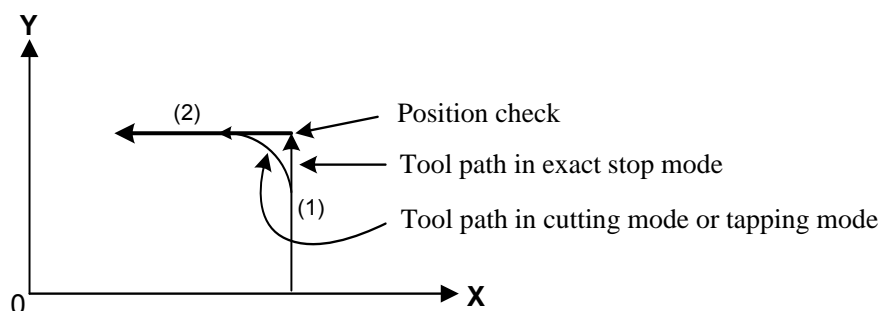 Y
(2)
Position check
Tool path in exact stop mode
(1)
Tool path in cutting mode or tapping mode
0
X